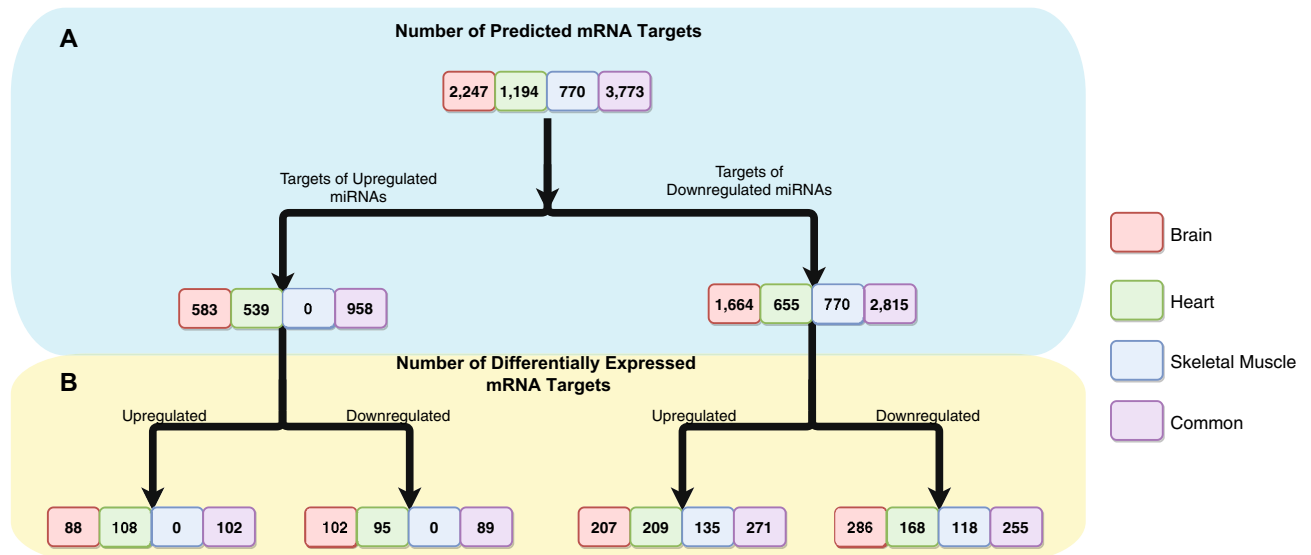 A
Number of Predicted mRNA Targets
2,247 1,194 770 3,773
Targets of Upregulated
miRNAs
Targets of
Downregulated miRNAs
583 539 0 958
1,664 655 770 2,815
B
Number of Differentially Expressed
mRNA Targets
Upregulated
Downregulated
Upregulated
Downregulated
88 108 0 102
102 95 0 89
207 209 135 271
286 168 118 255
Brain
Heart
Skeletal Muscle
Common